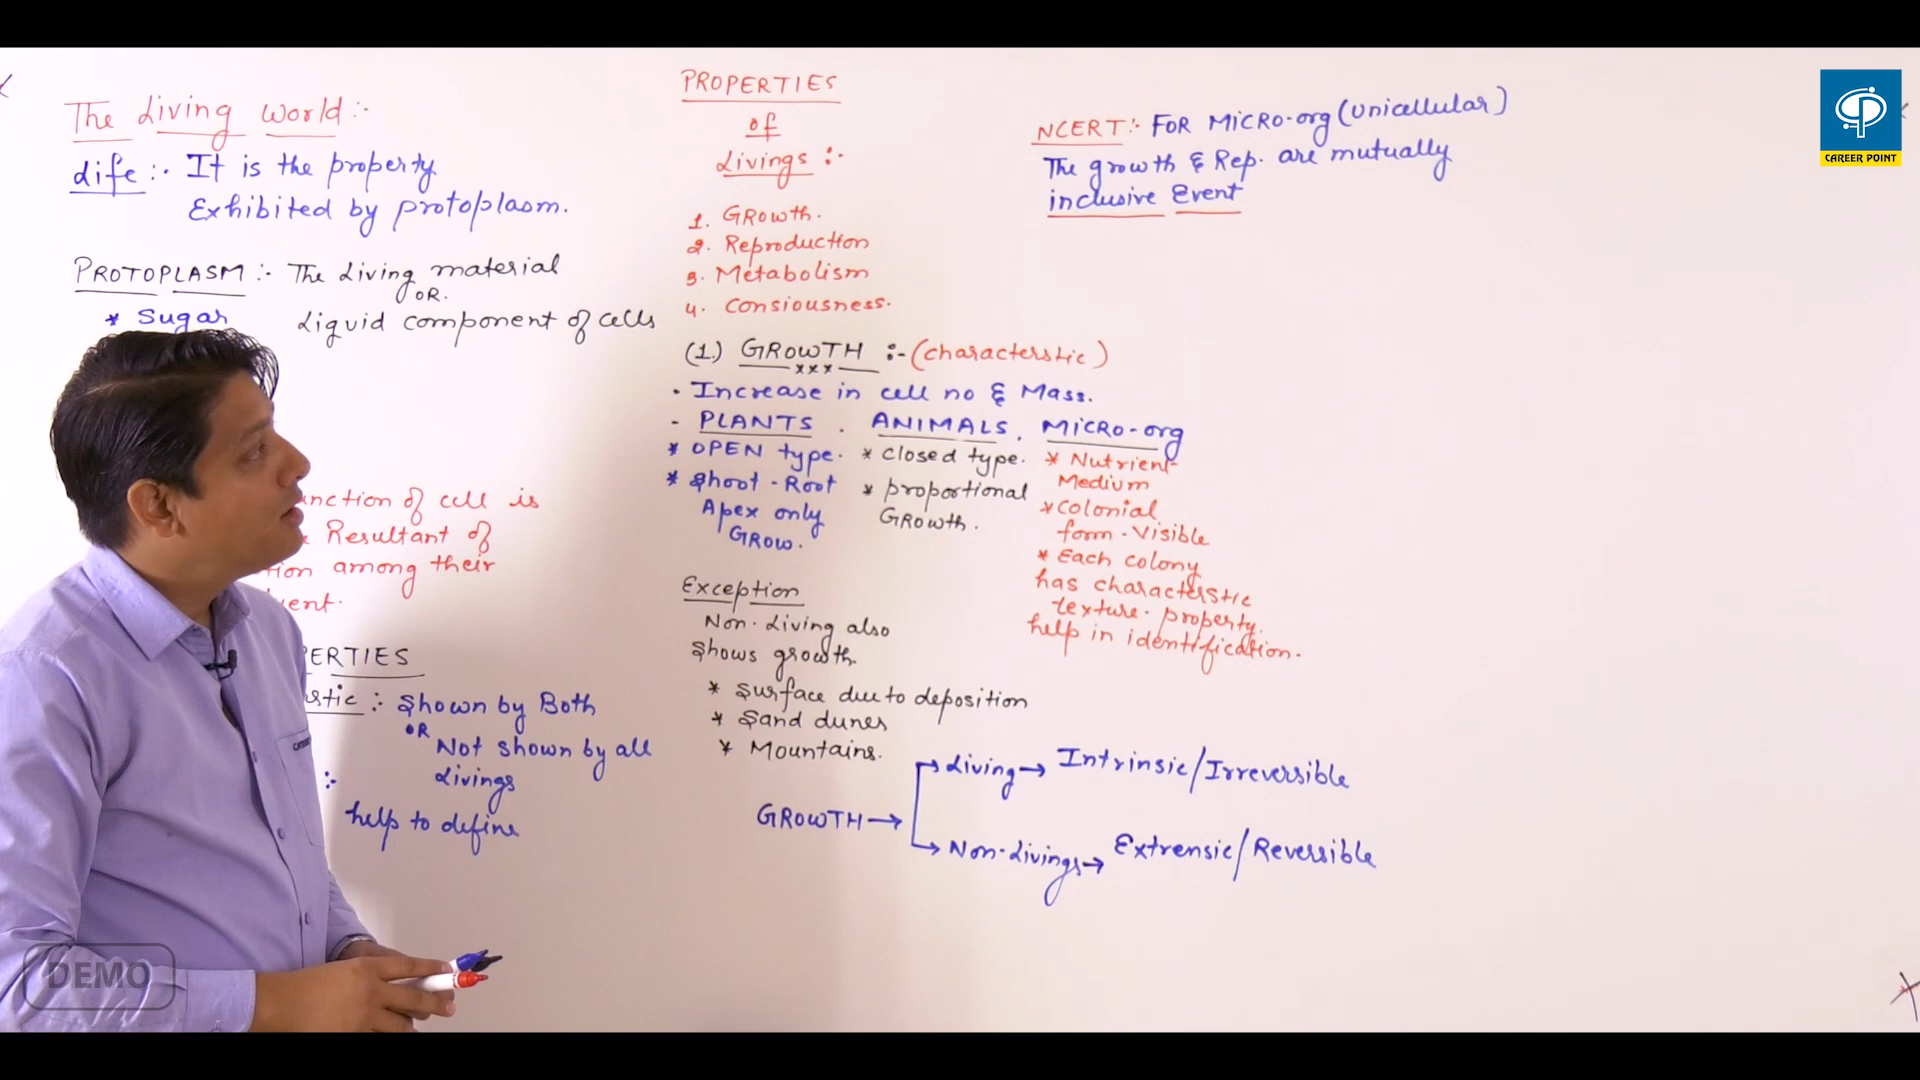 The Living World :-
Life :- It is the property
Exhibited by protoplasm.
PROTOPLASM :- The Living material
OR.
* Sugar
Liquid component of cells
nction of cell is
Resultant of
tion among their
vent.
ERTIES
stic :- Shown by Both
OR
Not shown by all
Livings
:-
help to define
PROPERTIES
of
Livings :-
1. GROWth.
2. Reproduction
3. Metabolism
4. Consiousness.
(1.) GROWTH :- (characterstic)
xxx
• Increase in cell no & Mass.
- PLANTS . ANIMALS . MICRO-org
* OPEN type.
* Shoot - Root
Apex only
GROW.
* closed type.
* proportional
GROWth.
* Nutrient
Medium
* colonial
form - Visible
* Each colony
has characterstic
texture. property.
help in identification.
Exception
Non-Living also
Shows growth.
* Surface due to deposition
* Sand dunes
* Mountains.
GROWTH →
→ Living → Intrinsic/Irreversible
→ Non-Livings → Extrensic/Reversible
NCERT :- FOR MICRO-org (Unicellular)
The growth & Rep. are mutually
inclusive Event
CAREER POINT
DEMO